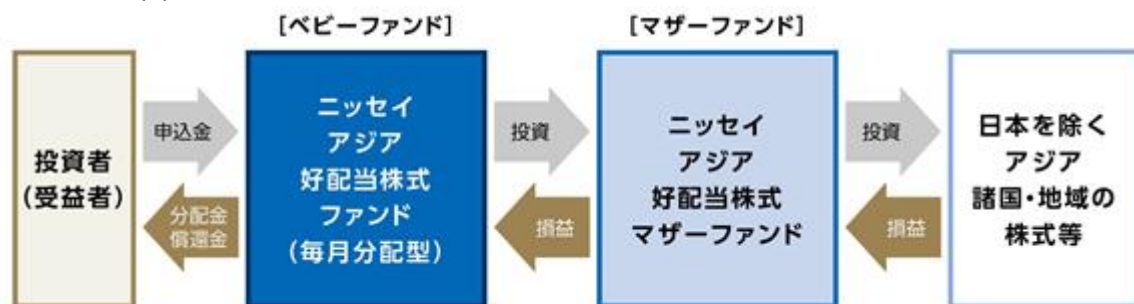 [ベビーファンド]
[マザーファンド]
投資者
(受益者)
申込金
分配金
償還金
ニッセイ
アジア
好配当株式
ファンド
(毎月分配型)
投資
損益
ニッセイ
アジア
好配当株式
マザーファンド
投資
損益
日本を除く
アジア
諸国・地域の
株式等